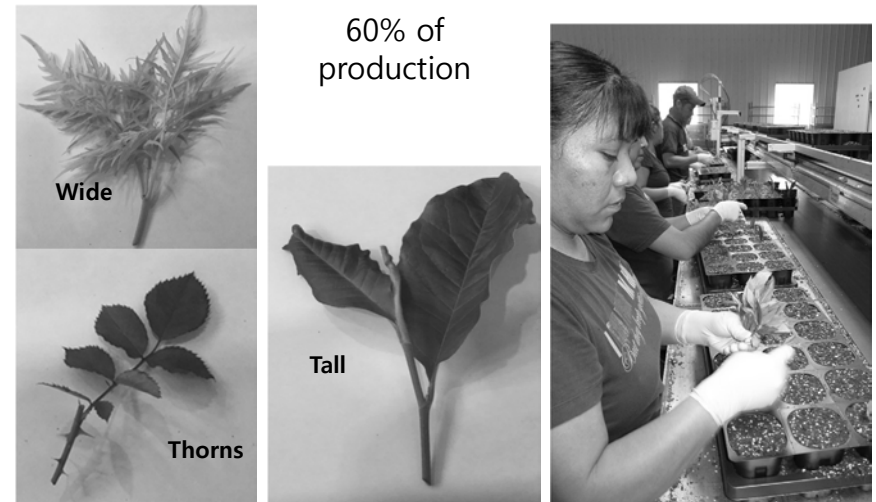 60% of
production
Wide
Tall
Thorns